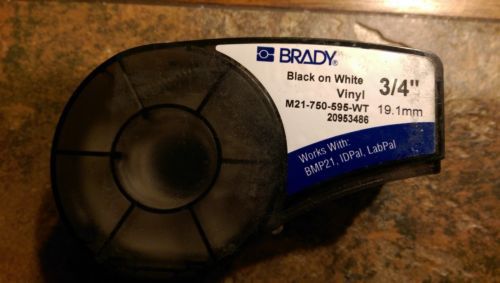 BRADY
Black on White
Vinyl
3/4"
M21-750-595-WT
19.1mm
20953486
Works With:
BMP21, IDPal, LabPal